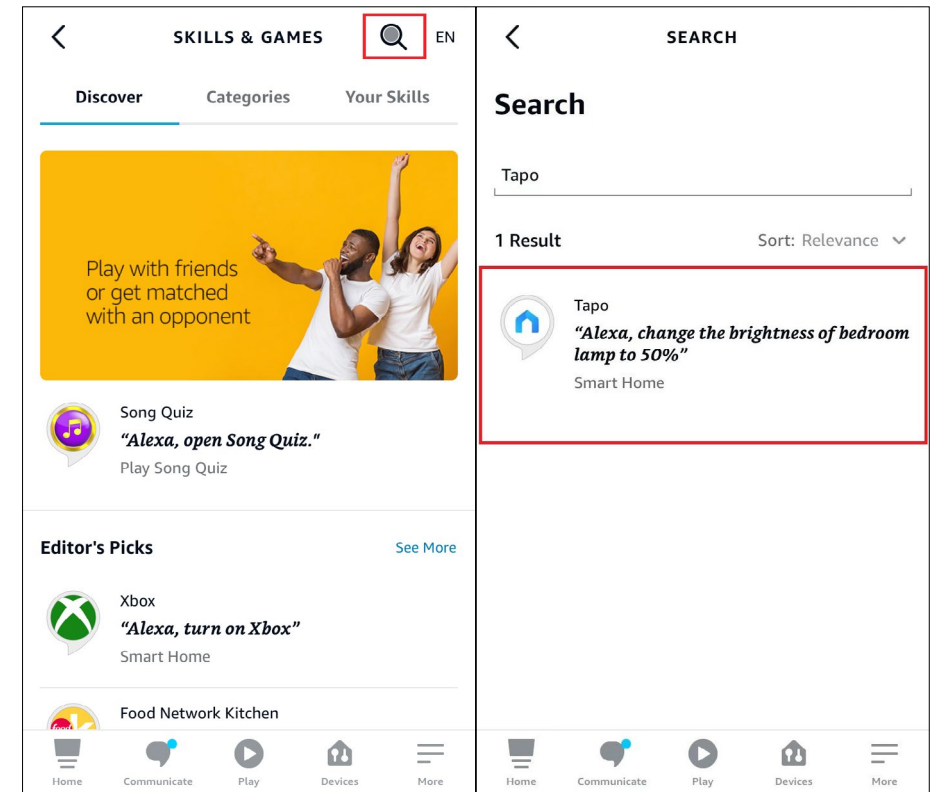 SKILLS & GAMES
EN
Discover
Categories
Your Skills
Play with friends
or get matched
with an opponent
Song Quiz
“Alexa, open Song Quiz."
Play Song Quiz
Editor's Picks
See More
Xbox
“Alexa, turn on Xbox”
Smart Home
Food Network Kitchen
food
k
Home
Communicate
Play
Devices
More
SEARCH
Search
Tapo
1 Result
Sort: Relevance
Tapo
“Alexa, change the brightness of bedroom
lamp to 50%”
Smart Home
Home
Communicate
Play
Devices
More